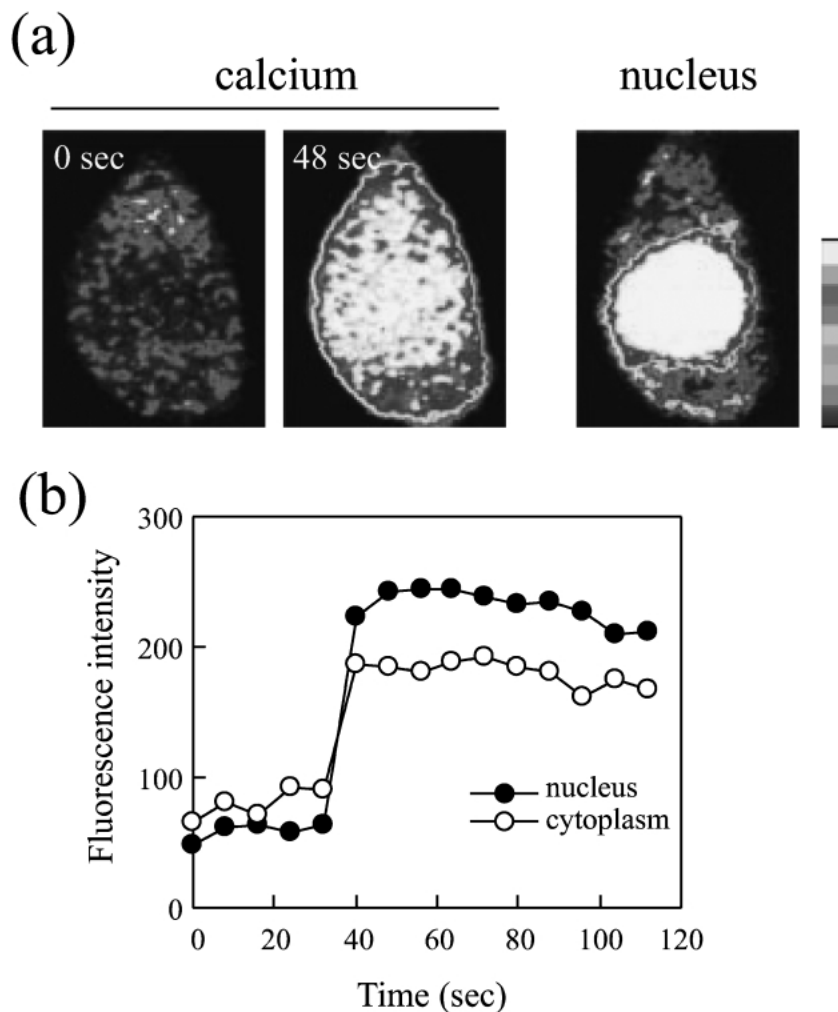 (a)
calcium nucleus
0 sec 48 sec
(b)
300
200
100
0
Fluorescence intensity
nucleus
cytoplasm
0 20 40 60 80 100 120
Time (sec)